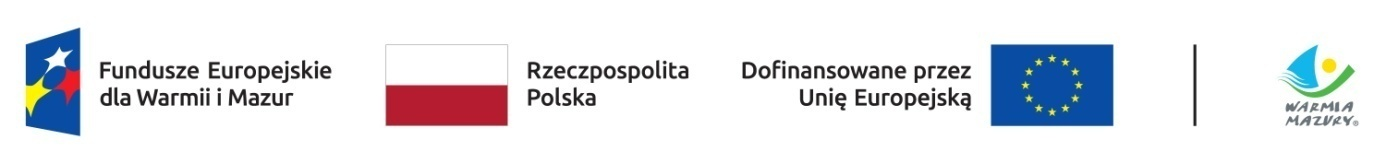 Fundusze Europejskie
dla Warmii i Mazur
Rzeczpospolita
Polska
Dofinansowane przez
Unię Europejską
WARMIA
MAZURY®